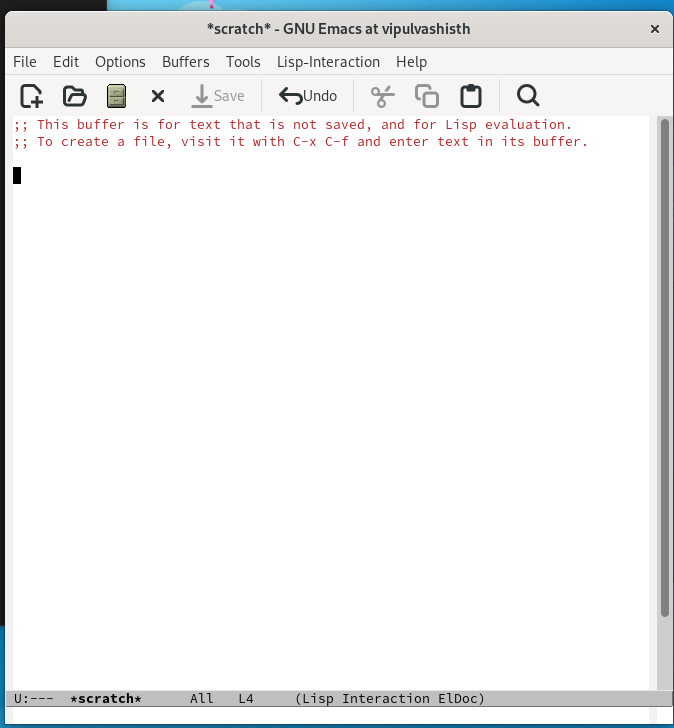 *scratch* - GNU Emacs at vipulvashisth
File Edit Options Buffers Tools Lisp-Interaction Help
Save Undo
;; This buffer is for text that is not saved, and for Lisp evaluation.
;; To create a file, visit it with C-x C-f and enter text in its buffer.
U:--- *scratch* All L4 (Lisp Interaction ElDoc)